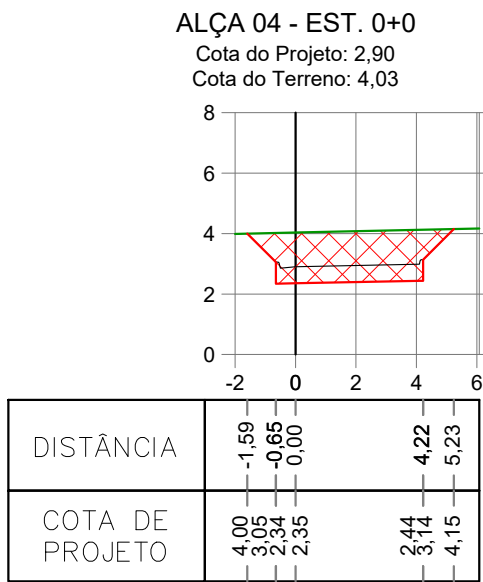 ALÇA 04 - EST. 0+0
Cota do Projeto: 2,90
Cota do Terreno: 4,03
8
6
4
2
0
-2 0 2 4 6
DISTÂNCIA -1,59 -0,65 0,00 4,22 5,23
COTA DE PROJETO 4,00 3,05 2,34 2,35 2,44 3,14 4,15